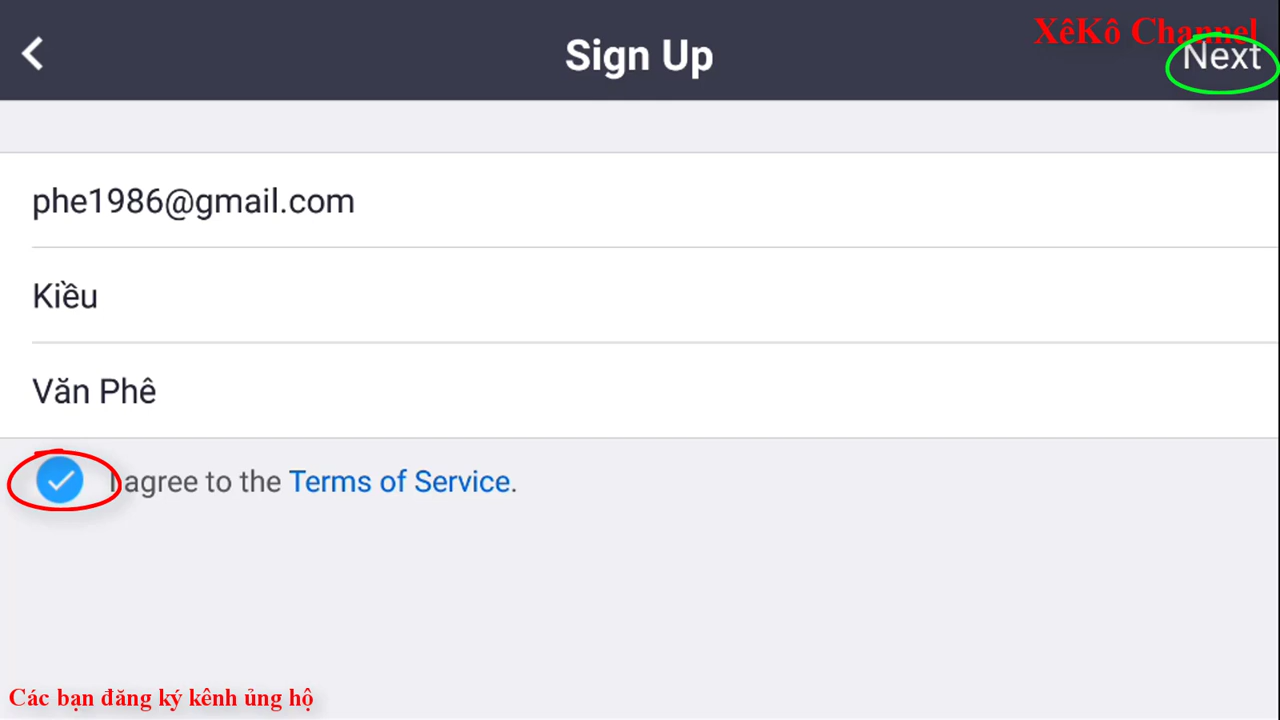 XêKô Channel
Sign Up
Next
phe1986@gmail.com
Kiều
Văn Phê
I agree to the Terms of Service.
Các bạn đăng ký kênh ủng hộ